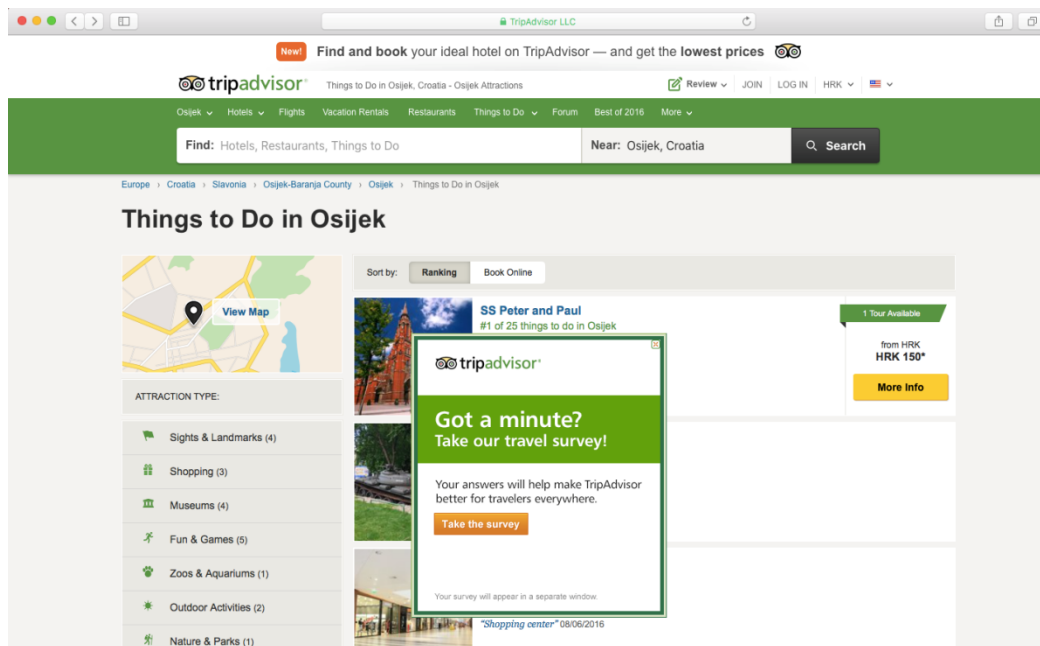 TripAdvisor LLC
New! Find and book your ideal hotel on TripAdvisor — and get the lowest prices
tripadvisor Things to Do in Osijek, Croatia - Osijek Attractions Review JOIN LOG IN HRK
Osijek Hotels Flights Vacation Rentals Restaurants Things to Do Forum Best of 2016 More
Find: Hotels, Restaurants, Things to Do Near: Osijek, Croatia Search
Europe › Croatia › Slavonia › Osijek-Baranja County › Osijek › Things to Do in Osijek
Things to Do in Osijek
View Map
ATTRACTION TYPE:
Sights & Landmarks (4)
Shopping (3)
Museums (4)
Fun & Games (5)
Zoos & Aquariums (1)
Outdoor Activities (2)
Nature & Parks (1)
Sort by: Ranking Book Online
SS Peter and Paul
#1 of 25 things to do in Osijek
1 Tour Available
from HRK
HRK 150*
More Info
tripadvisor®
Got a minute?
Take our travel survey!
Your answers will help make TripAdvisor
better for travelers everywhere.
Take the survey
Your survey will appear in a separate window.
"Shopping center" 08/06/2016